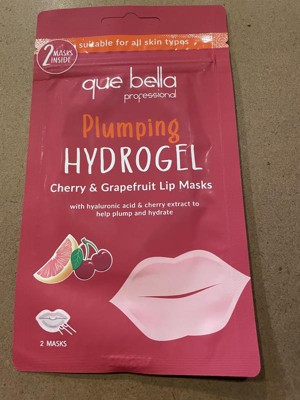 2 MASKS
INSIDE
suitable for all skin types
que bella
professional
Plumping
HYDROGEL
Cherry & Grapefruit Lip Masks
with hyaluronic acid & cherry extract to
help plump and hydrate
2 MASKS